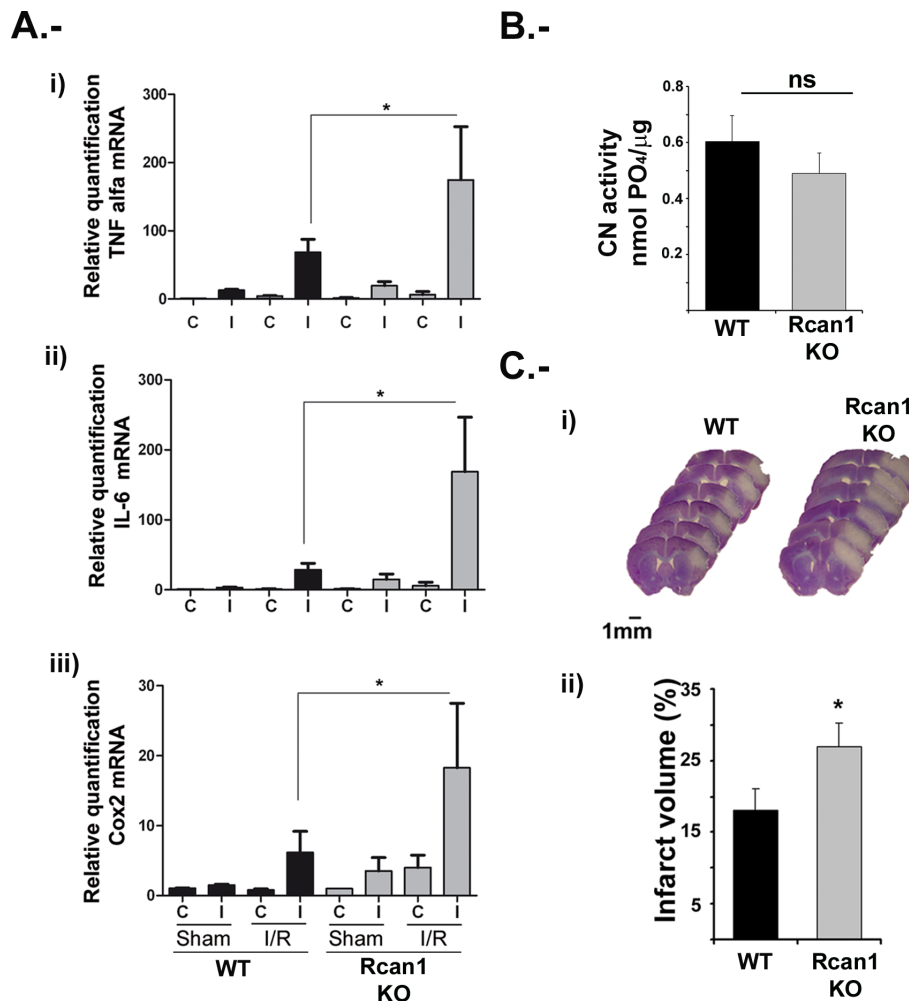 A.-
i)
Relative quantification
TNF alfa mRNA
300
200
100
0
C I C I C I C I
*
ii)
Relative quantification
IL-6 mRNA
300
200
100
0
C I C I C I C I
*
iii)
Relative quantification
Cox2 mRNA
30
20
10
0
C I C I C I C I
*
Sham I/R Sham I/R
WT Rcan1
KO
B.-
CN activity
nmol PO₄/µg
0.8
0.6
0.4
0.2
ns
WT Rcan1
KO
C.-
i)
WT Rcan1
KO
1mm
ii)
Infarct volume (%)
35
25
15
5
*
WT Rcan1
KO